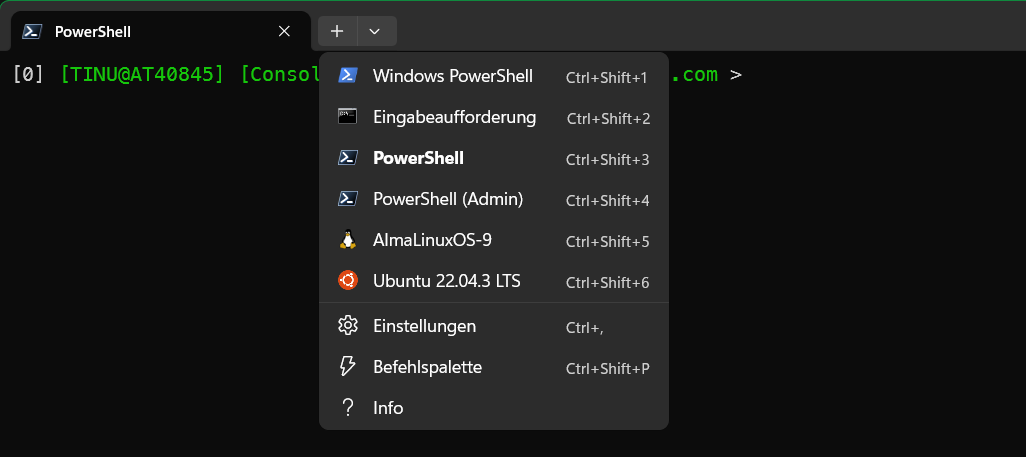 PowerShell
[0] [TINU@AT40845] [Consol .com >
Windows PowerShell Ctrl+Shift+1
Eingabeaufforderung Ctrl+Shift+2
PowerShell Ctrl+Shift+3
PowerShell (Admin) Ctrl+Shift+4
AlmaLinuxOS-9 Ctrl+Shift+5
Ubuntu 22.04.3 LTS Ctrl+Shift+6
Einstellungen Ctrl+,
Befehlspalette Ctrl+Shift+P
Info